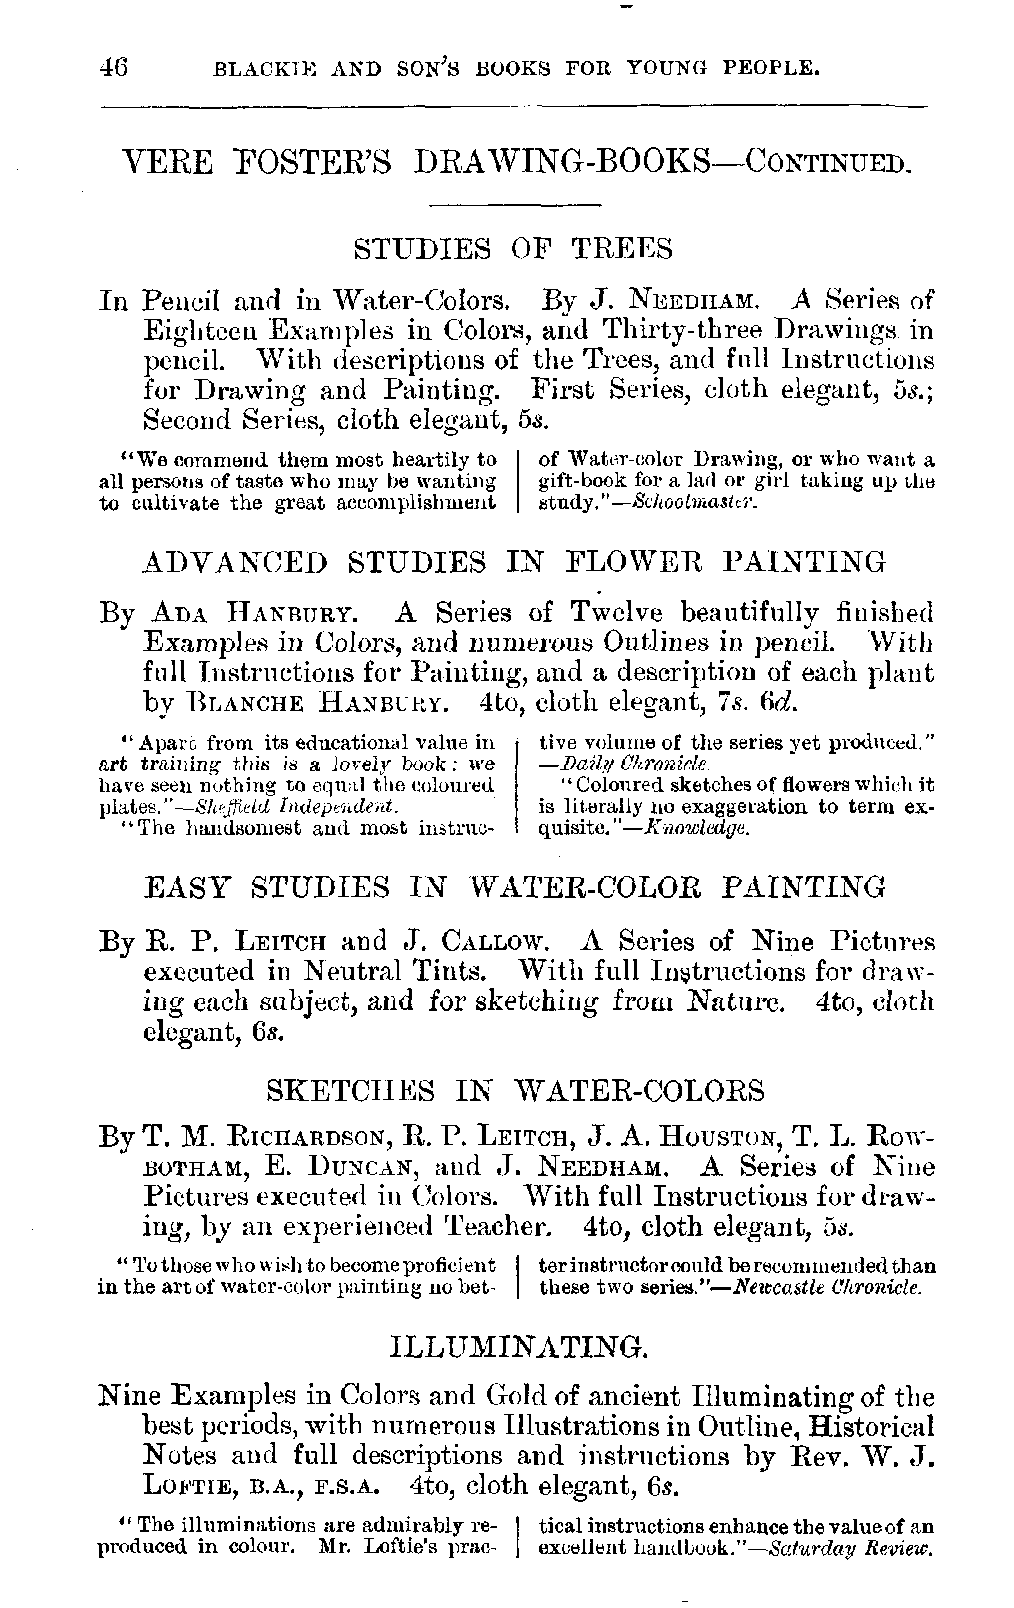 46 BLACKIE AND SON'S BOOKS FOR YOUNG PEOPLE.
VERE FOSTER'S DRAWING-BOOKS—CONTINUED.
STUDIES OF TREES
In Pencil and in Water-Colors. By J. NEEDHAM. A Series of
Eighteen Examples in Colors, and Thirty-three Drawings in
pencil. With descriptions of the Trees, and full Instructions
for Drawing and Painting. First Series, cloth elegant, 5s.;
Second Series, cloth elegant, 5s.
"We commend them most heartily to
all persons of taste who may be wanting
to cultivate the great accomplishment
of Water-color Drawing, or who want a
gift-book for a lad or girl taking up the
study."—Schoolmaster.
ADVANCED STUDIES IN FLOWER PAINTING
By ADA HANBURY. A Series of Twelve beautifully finished
Examples in Colors, and numerous Outlines in pencil. With
full Instructions for Painting, and a description of each plant
by BLANCHE HANBURY. 4to, cloth elegant, 7s. 6d.
"Apart from its educational value in
art training this is a lovely book: we
have seen nothing to equal the coloured
plates."—Sheffield Independent.
"The handsomest and most instruc-
tive volume of the series yet produced."
—Daily Chronicle.
"Coloured sketches of flowers which it
is literally no exaggeration to term ex-
quisite."—Knowledge.
EASY STUDIES IN WATER-COLOR PAINTING
By R. P. LEITCH and J. CALLOW. A Series of Nine Pictures
executed in Neutral Tints. With full Instructions for draw-
ing each subject, and for sketching from Nature. 4to, cloth
elegant, 6s.
SKETCHES IN WATER-COLORS
By T. M. RICHARDSON, R. P. LEITCH, J. A. HOUSTON, T. L. ROW-
BOTHAM, E. DUNCAN, and J. NEEDHAM. A Series of Nine
Pictures executed in Colors. With full Instructions for draw-
ing, by an experienced Teacher. 4to, cloth elegant, 5s.
"To those who wish to become proficient
in the art of water-color painting no bet-
ter instructor could be recommended than
these two series."—Newcastle Chronicle.
ILLUMINATING.
Nine Examples in Colors and Gold of ancient Illuminating of the
best periods, with numerous Illustrations in Outline, Historical
Notes and full descriptions and instructions by Rev. W. J.
LOFTIE, B.A., F.S.A. 4to, cloth elegant, 6s.
"The illuminations are admirably re-
produced in colour. Mr. Loftie's prac-
tical instructions enhance the value of an
excellent handbook."—Saturday Review.